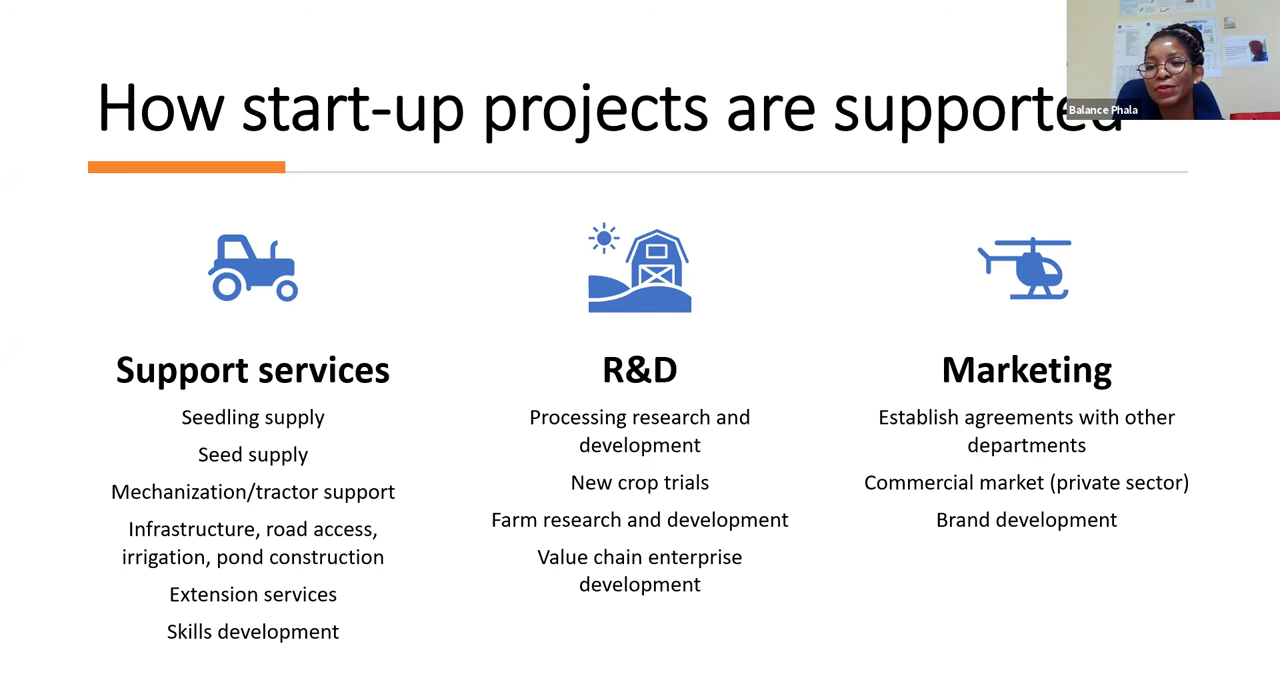 How start-up projects are supported
Balance Phala
Support services
Seedling supply
Seed supply
Mechanization/tractor support
Infrastructure, road access,
irrigation, pond construction
Extension services
Skills development
R&D
Processing research and
development
New crop trials
Farm research and development
Value chain enterprise
development
Marketing
Establish agreements with other
departments
Commercial market (private sector)
Brand development